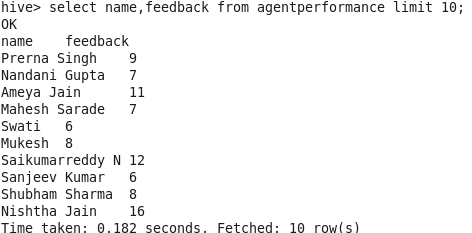 hive> select name,feedback from agentperformance limit 10;
OK
name    feedback
Prerna Singh    9
Nandani Gupta   7
Ameya Jain      11
Mahesh Sarade   7
Swati   6
Mukesh  8
Saikumarreddy N 12
Sanjeev Kumar   6
Shubham Sharma  8
Nishtha Jain    16
Time taken: 0.182 seconds. Fetched: 10 row(s)